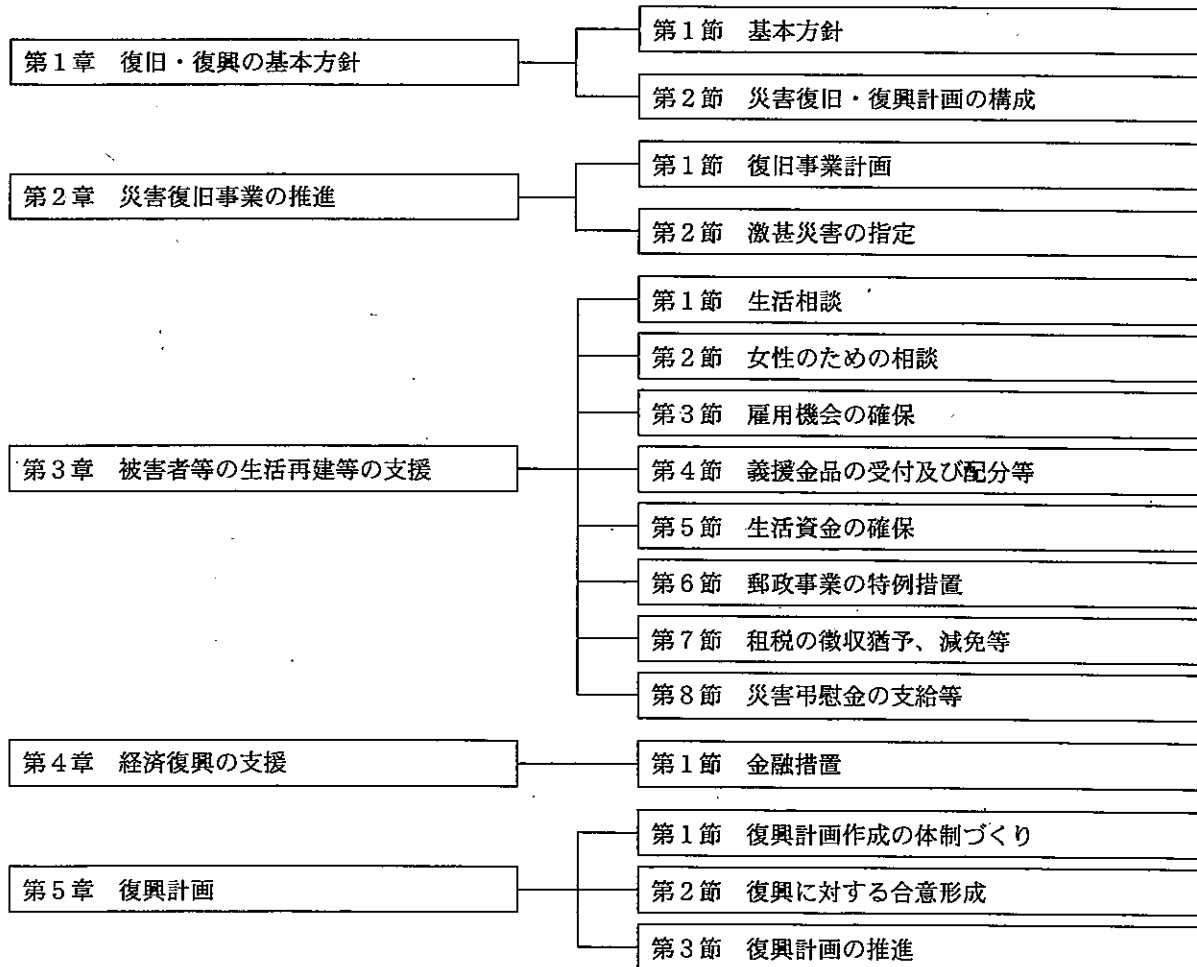 第１章　復旧・復興の基本方針
第１節　基本方針
第２節　災害復旧・復興計画の構成
第２章　災害復旧事業の推進
第１節　復旧事業計画
第２節　激甚災害の指定
第３章　被害者等の生活再建等の支援
第１節　生活相談
第２節　女性のための相談
第３節　雇用機会の確保
第４節　義援金品の受付及び配分等
第５節　生活資金の確保
第６節　郵政事業の特例措置
第７節　租税の徴収猶予、減免等
第８節　災害弔慰金の支給等
第４章　経済復興の支援
第１節　金融措置
第５章　復興計画
第１節　復興計画作成の体制づくり
第２節　復興に対する合意形成
第３節　復興計画の推進